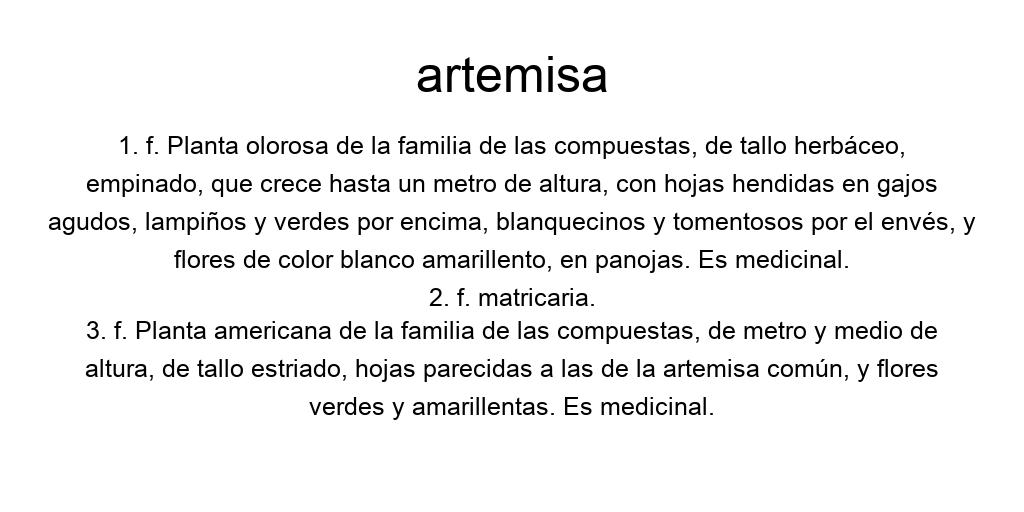 artemisa
1. f. Planta olorosa de la familia de las compuestas, de tallo herbáceo,
empinado, que crece hasta un metro de altura, con hojas hendidas en gajos
agudos, lampiños y verdes por encima, blanquecinos y tomentosos por el envés, y
flores de color blanco amarillento, en panojas. Es medicinal.
2. f. matricaria.
3. f. Planta americana de la familia de las compuestas, de metro y medio de
altura, de tallo estriado, hojas parecidas a las de la artemisa común, y flores
verdes y amarillentas. Es medicinal.